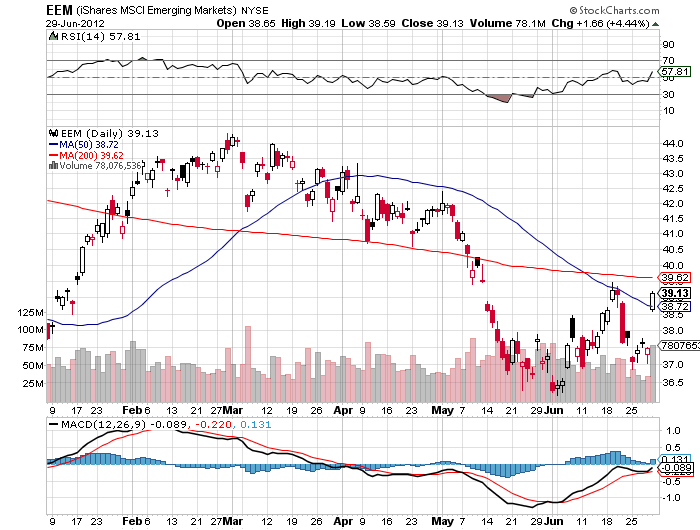 EEM (iShares MSCI Emerging Markets) NYSE © StockCharts.com
29-Jun-2012 Open 38.65 High 39.19 Low 38.59 Close 39.13 Volume 78.1M Chg +1.66 (+4.44%)
RSI(14) 57.81
90
70
57.81
50
30
10
EEM (Daily) 39.13
MA(50) 38.72
MA(200) 39.62
Volume 78,076,536
44.0
43.5
43.0
42.5
42.0
41.5
41.0
40.5
40.0
39.62
39.13
38.72
38.5
37.0
36.5
125M
100M
75M
50M
25M
9 17 23 Feb 6 13 21 27 Mar 12 19 26 Apr 9 16 23 May 7 14 21 29 Jun 11 18 25
MACD(12,26,9) -0.089, -0.220, 0.131
1.0
0.5
0.131
-0.089
-0.5
-1.0
9 17 23 Feb 6 13 21 27 Mar 12 19 26 Apr 9 16 23 May 7 14 21 29 Jun 11 18 25